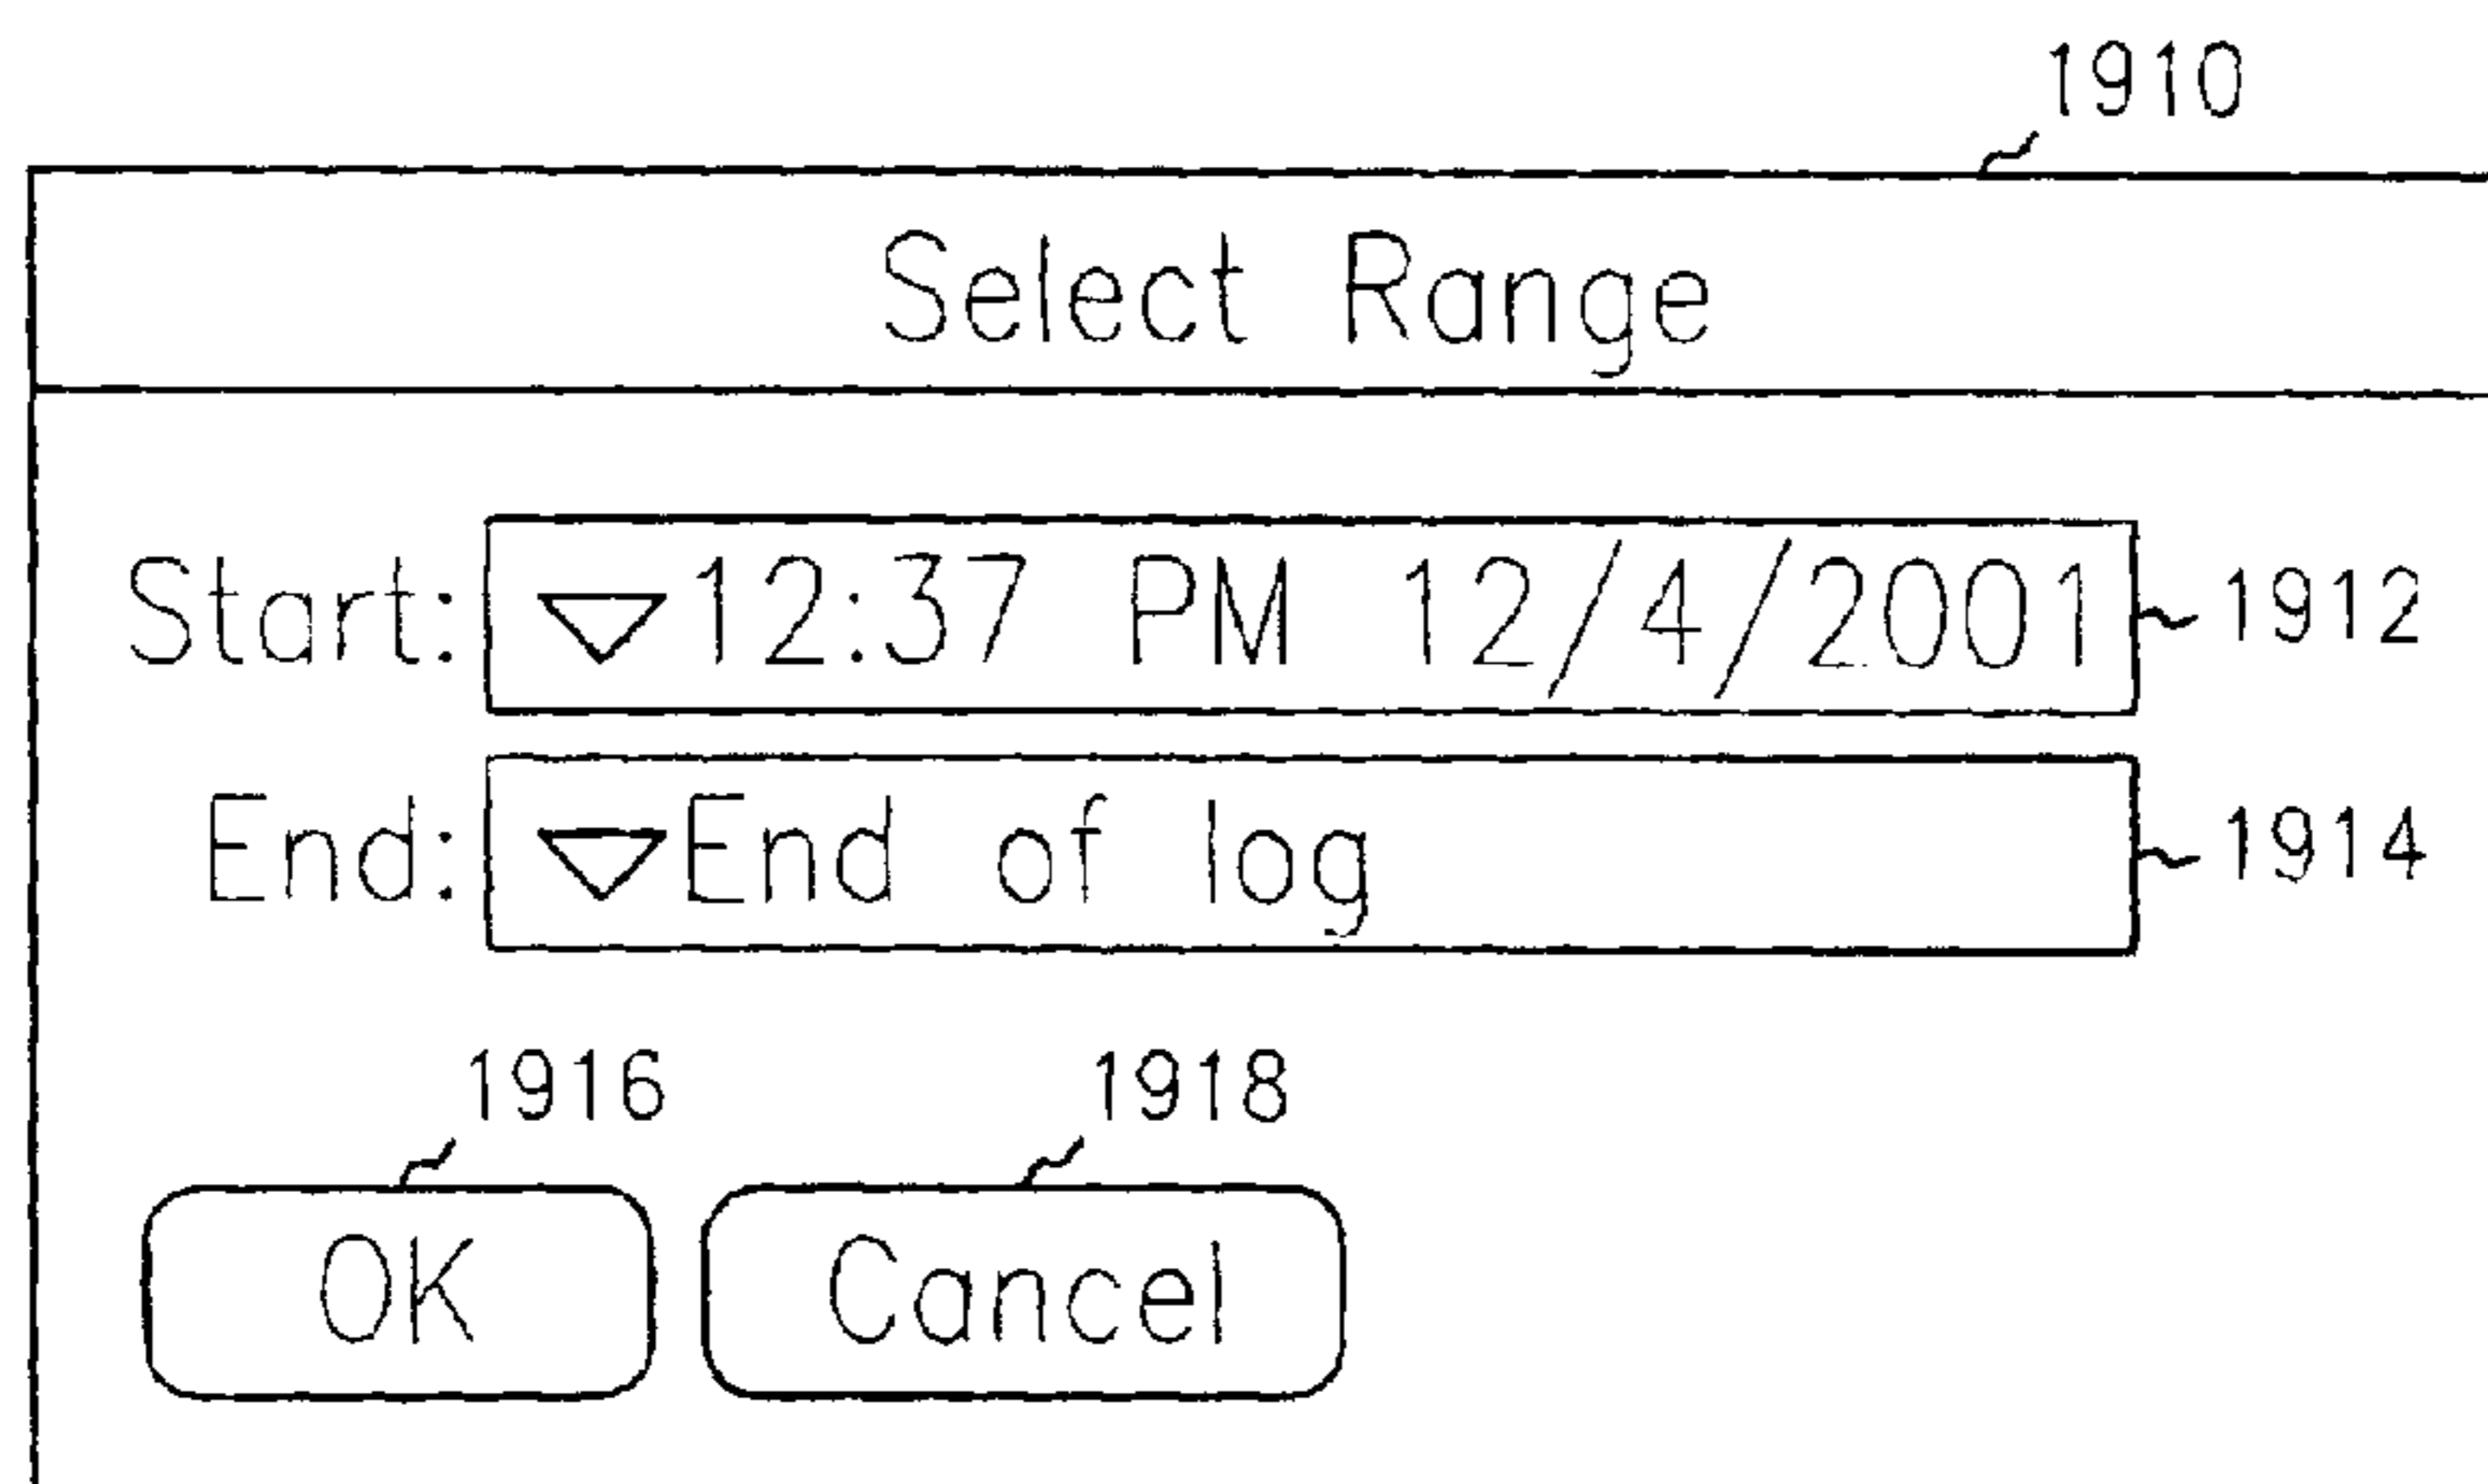 1910
Select Range
Start: 12:37 PM 12/4/2001 1912
End: End of log 1914
1916 1918
OK Cancel